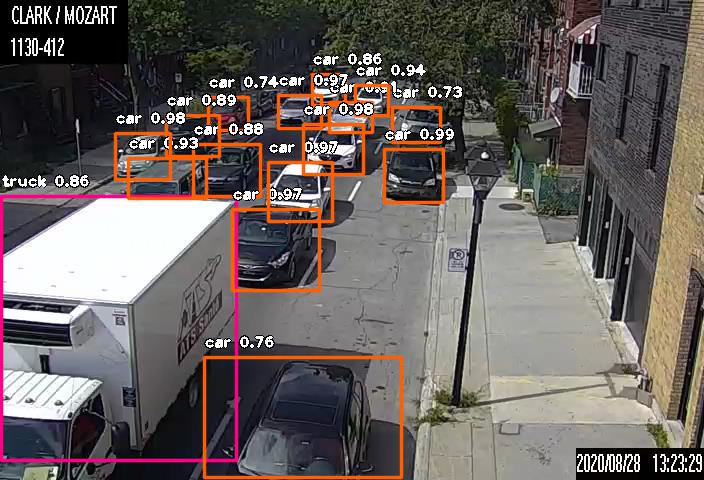 CLARK / MOZART
1130-412
car 0.86
car 0.94
car 0.74
car 0.97
car 0.73
car 0.89
car 0.98
car 0.98
car 0.88
car 0.99
car 0.93
car 0.97
truck 0.86
car 0.97
car 0.76
2020/08/28 13:23:29